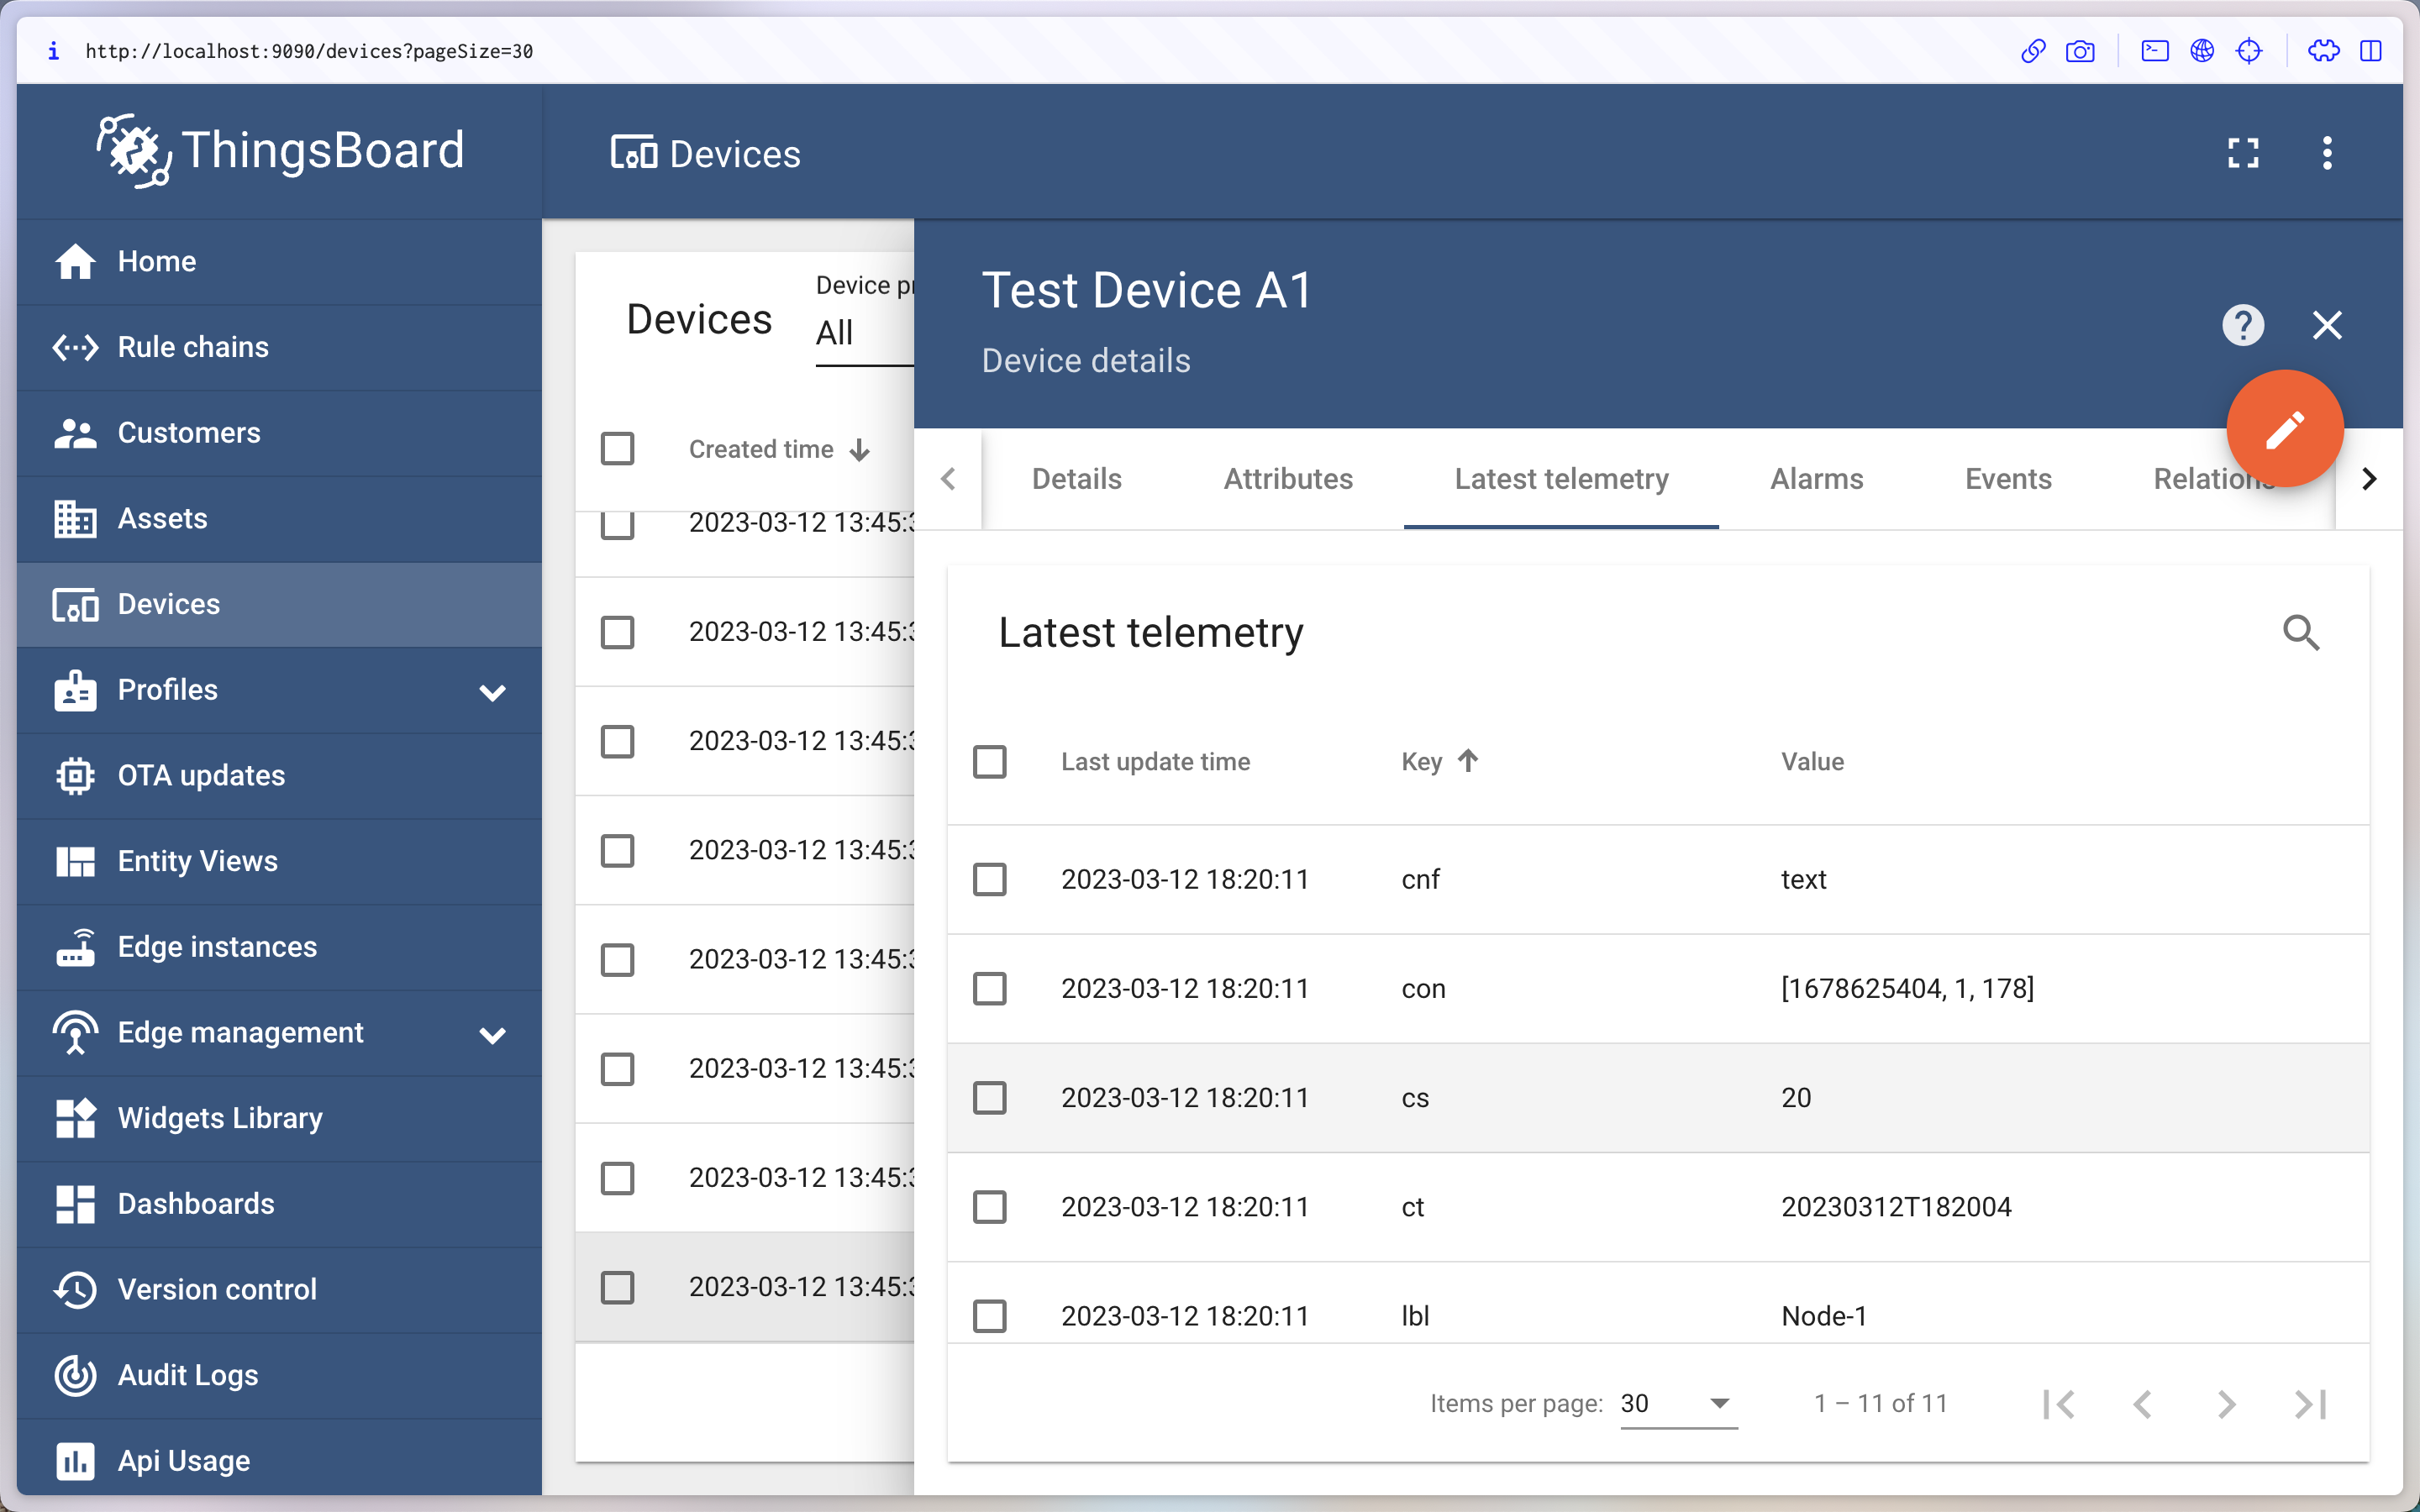 i http://localhost:9090/devices?pageSize=30
ThingsBoard
Devices
Home
Rule chains
Customers
Assets
Devices
Profiles
OTA updates
Entity Views
Edge instances
Edge management
Widgets Library
Dashboards
Version control
Audit Logs
Api Usage
Devices
Device pr
All
Created time
2023-03-12 13:45:3
2023-03-12 13:45:3
2023-03-12 13:45:3
2023-03-12 13:45:3
2023-03-12 13:45:3
2023-03-12 13:45:3
2023-03-12 13:45:3
2023-03-12 13:45:3
Test Device A1
Device details
Details Attributes Latest telemetry Alarms Events Relations
Latest telemetry
Last update time Key Value
2023-03-12 18:20:11 cnf text
2023-03-12 18:20:11 con [1678625404, 1, 178]
2023-03-12 18:20:11 cs 20
2023-03-12 18:20:11 ct 20230312T182004
2023-03-12 18:20:11 lbl Node-1
Items per page: 30 1 – 11 of 11